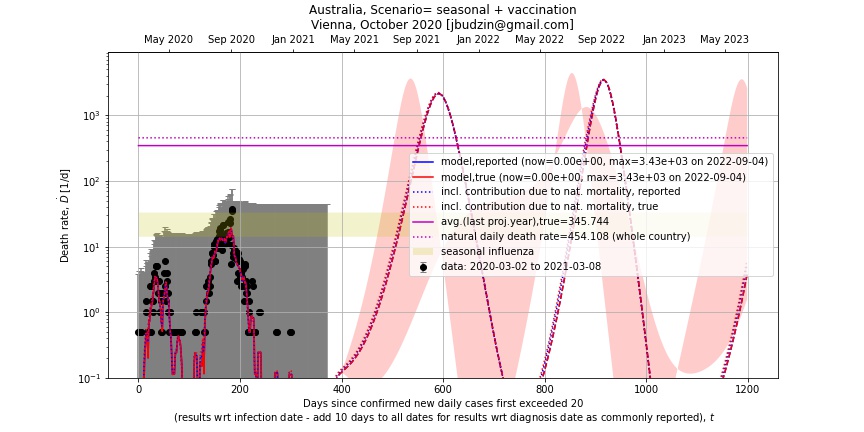 Australia, Scenario= seasonal + vaccination
Vienna, October 2020 [jbudzin@gmail.com]
May 2020 Sep 2020 Jan 2021 May 2021 Sep 2021 Jan 2022 May 2022 Sep 2022 Jan 2023 May 2023
10³
10²
10¹
10⁰
10⁻¹
Death rate, D [1/d]
model,reported (now=0.00e+00, max=3.43e+03 on 2022-09-04)
model,true (now=0.00e+00, max=3.43e+03 on 2022-09-04)
incl. contribution due to nat. mortality, reported
incl. contribution due to nat. mortality, true
avg.(last proj.year),true=345.744
natural daily death rate=454.108 (whole country)
seasonal influenza
data: 2020-03-02 to 2021-03-08
0 200 400 600 800 1000 1200
Days since confirmed new daily cases first exceeded 20
(results wrt infection date - add 10 days to all dates for results wrt diagnosis date as commonly reported), t